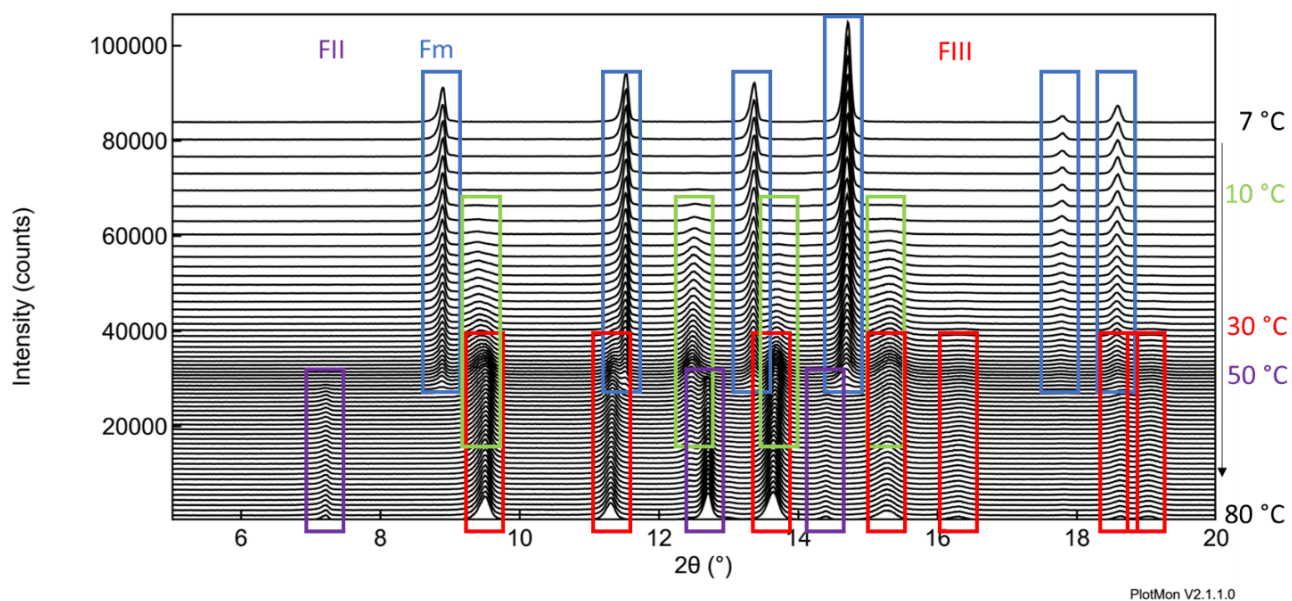 100000
FII
Fm
FIII
7 °C
80000
10 °C
60000
Intensity (counts)
40000
30 °C
50 °C
20000
80 °C
6
8
10
12
14
16
18
20
2θ (°)
PlotMon V2.1.1.0